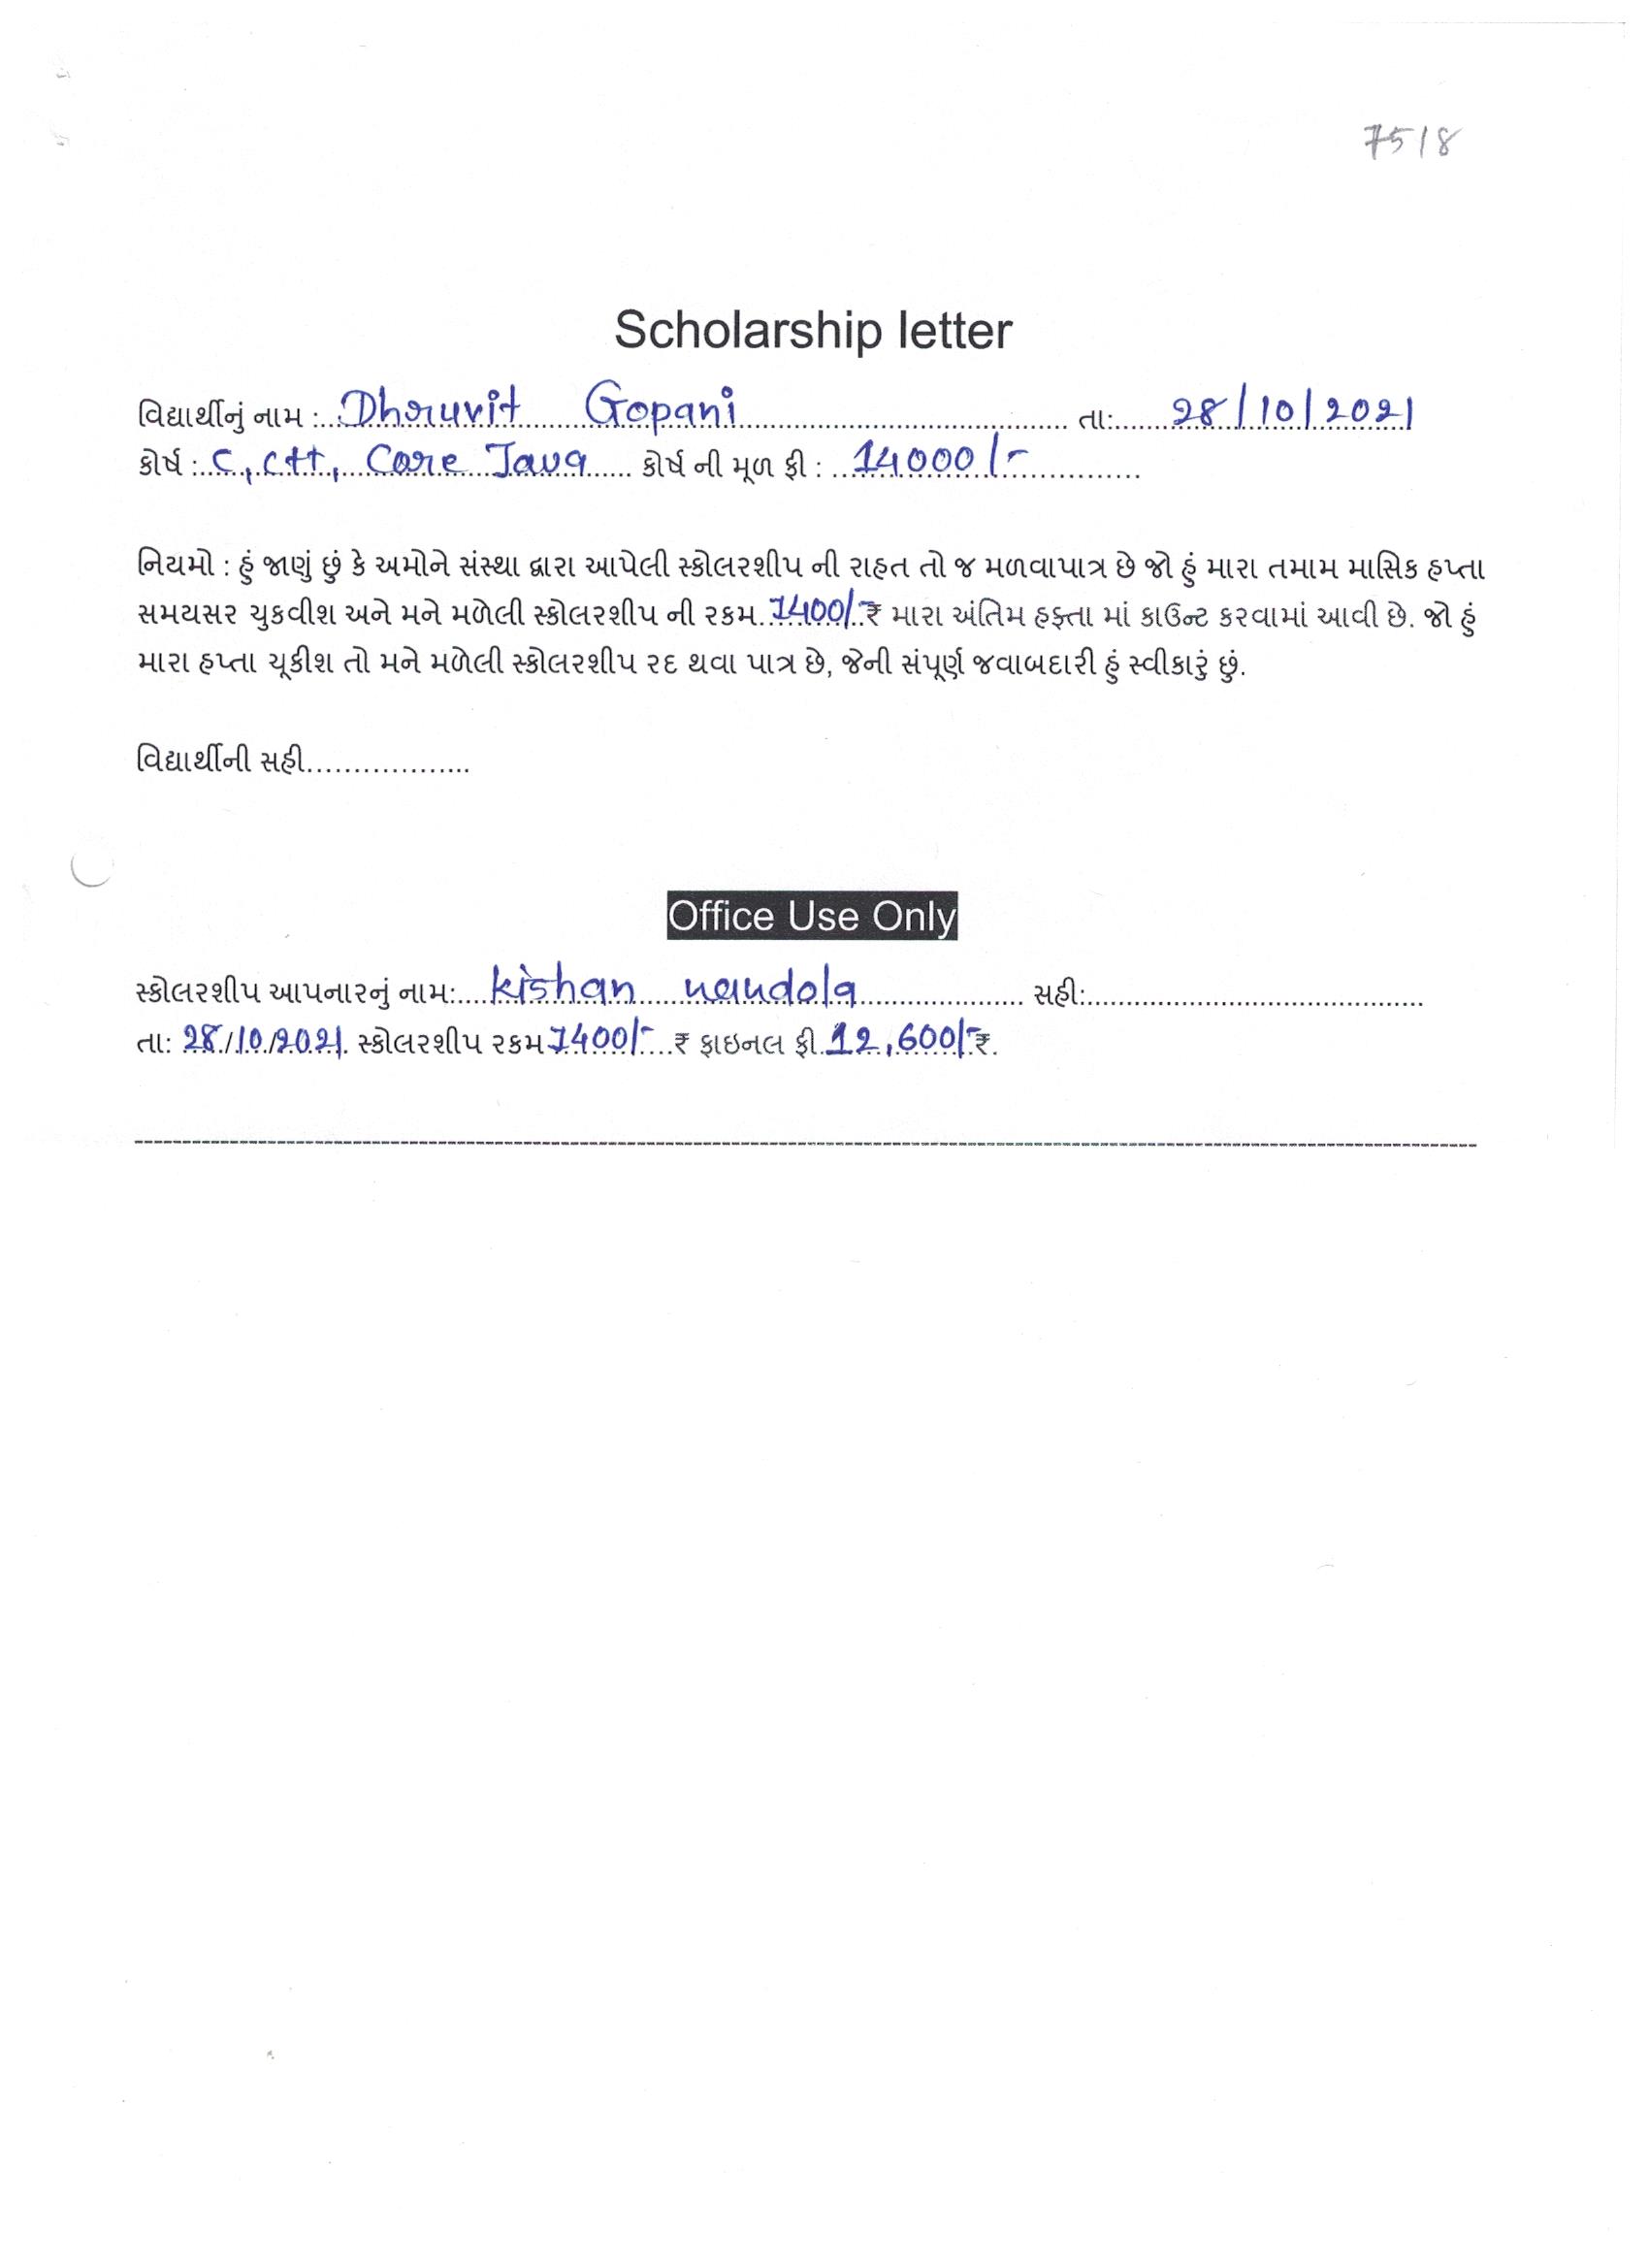 7518
Scholarship letter
વિદ્યાર્થીનું નામ :...Dhruvit Gopani.......................................... તા:.......28/10/2021
કોર્ષ :..C, C++, Core Java...... કોર્ષ ની મૂળ ફી : ..14000/-..............
નિયમો : હું જાણું છું કે અમોને સંસ્થા દ્વારા આપેલી સ્કોલરશીપ ની રાહત તો જ મળવાપાત્ર છે જો હું મારા તમામ માસિક હપ્તા
સમયસર ચુકવીશ અને મને મળેલી સ્કોલરશીપ ની રકમ..1400/-₹ મારા અંતિમ હફ્તા માં કાઉન્ટ કરવામાં આવી છે. જો હું
મારા હપ્તા ચૂકીશ તો મને મળેલી સ્કોલરશીપ રદ થવા પાત્ર છે, જેની સંપૂર્ણ જવાબદારી હું સ્વીકારું છું.
વિદ્યાર્થીની સહી...................
Office Use Only
સ્કોલરશીપ આપનારનું નામ:....kishan nandola..................... સહી:............................................
તા: 28/10/2021. સ્કોલરશીપ રકમ 1400/-....₹ ફાઇનલ ફી..12,600/-₹.